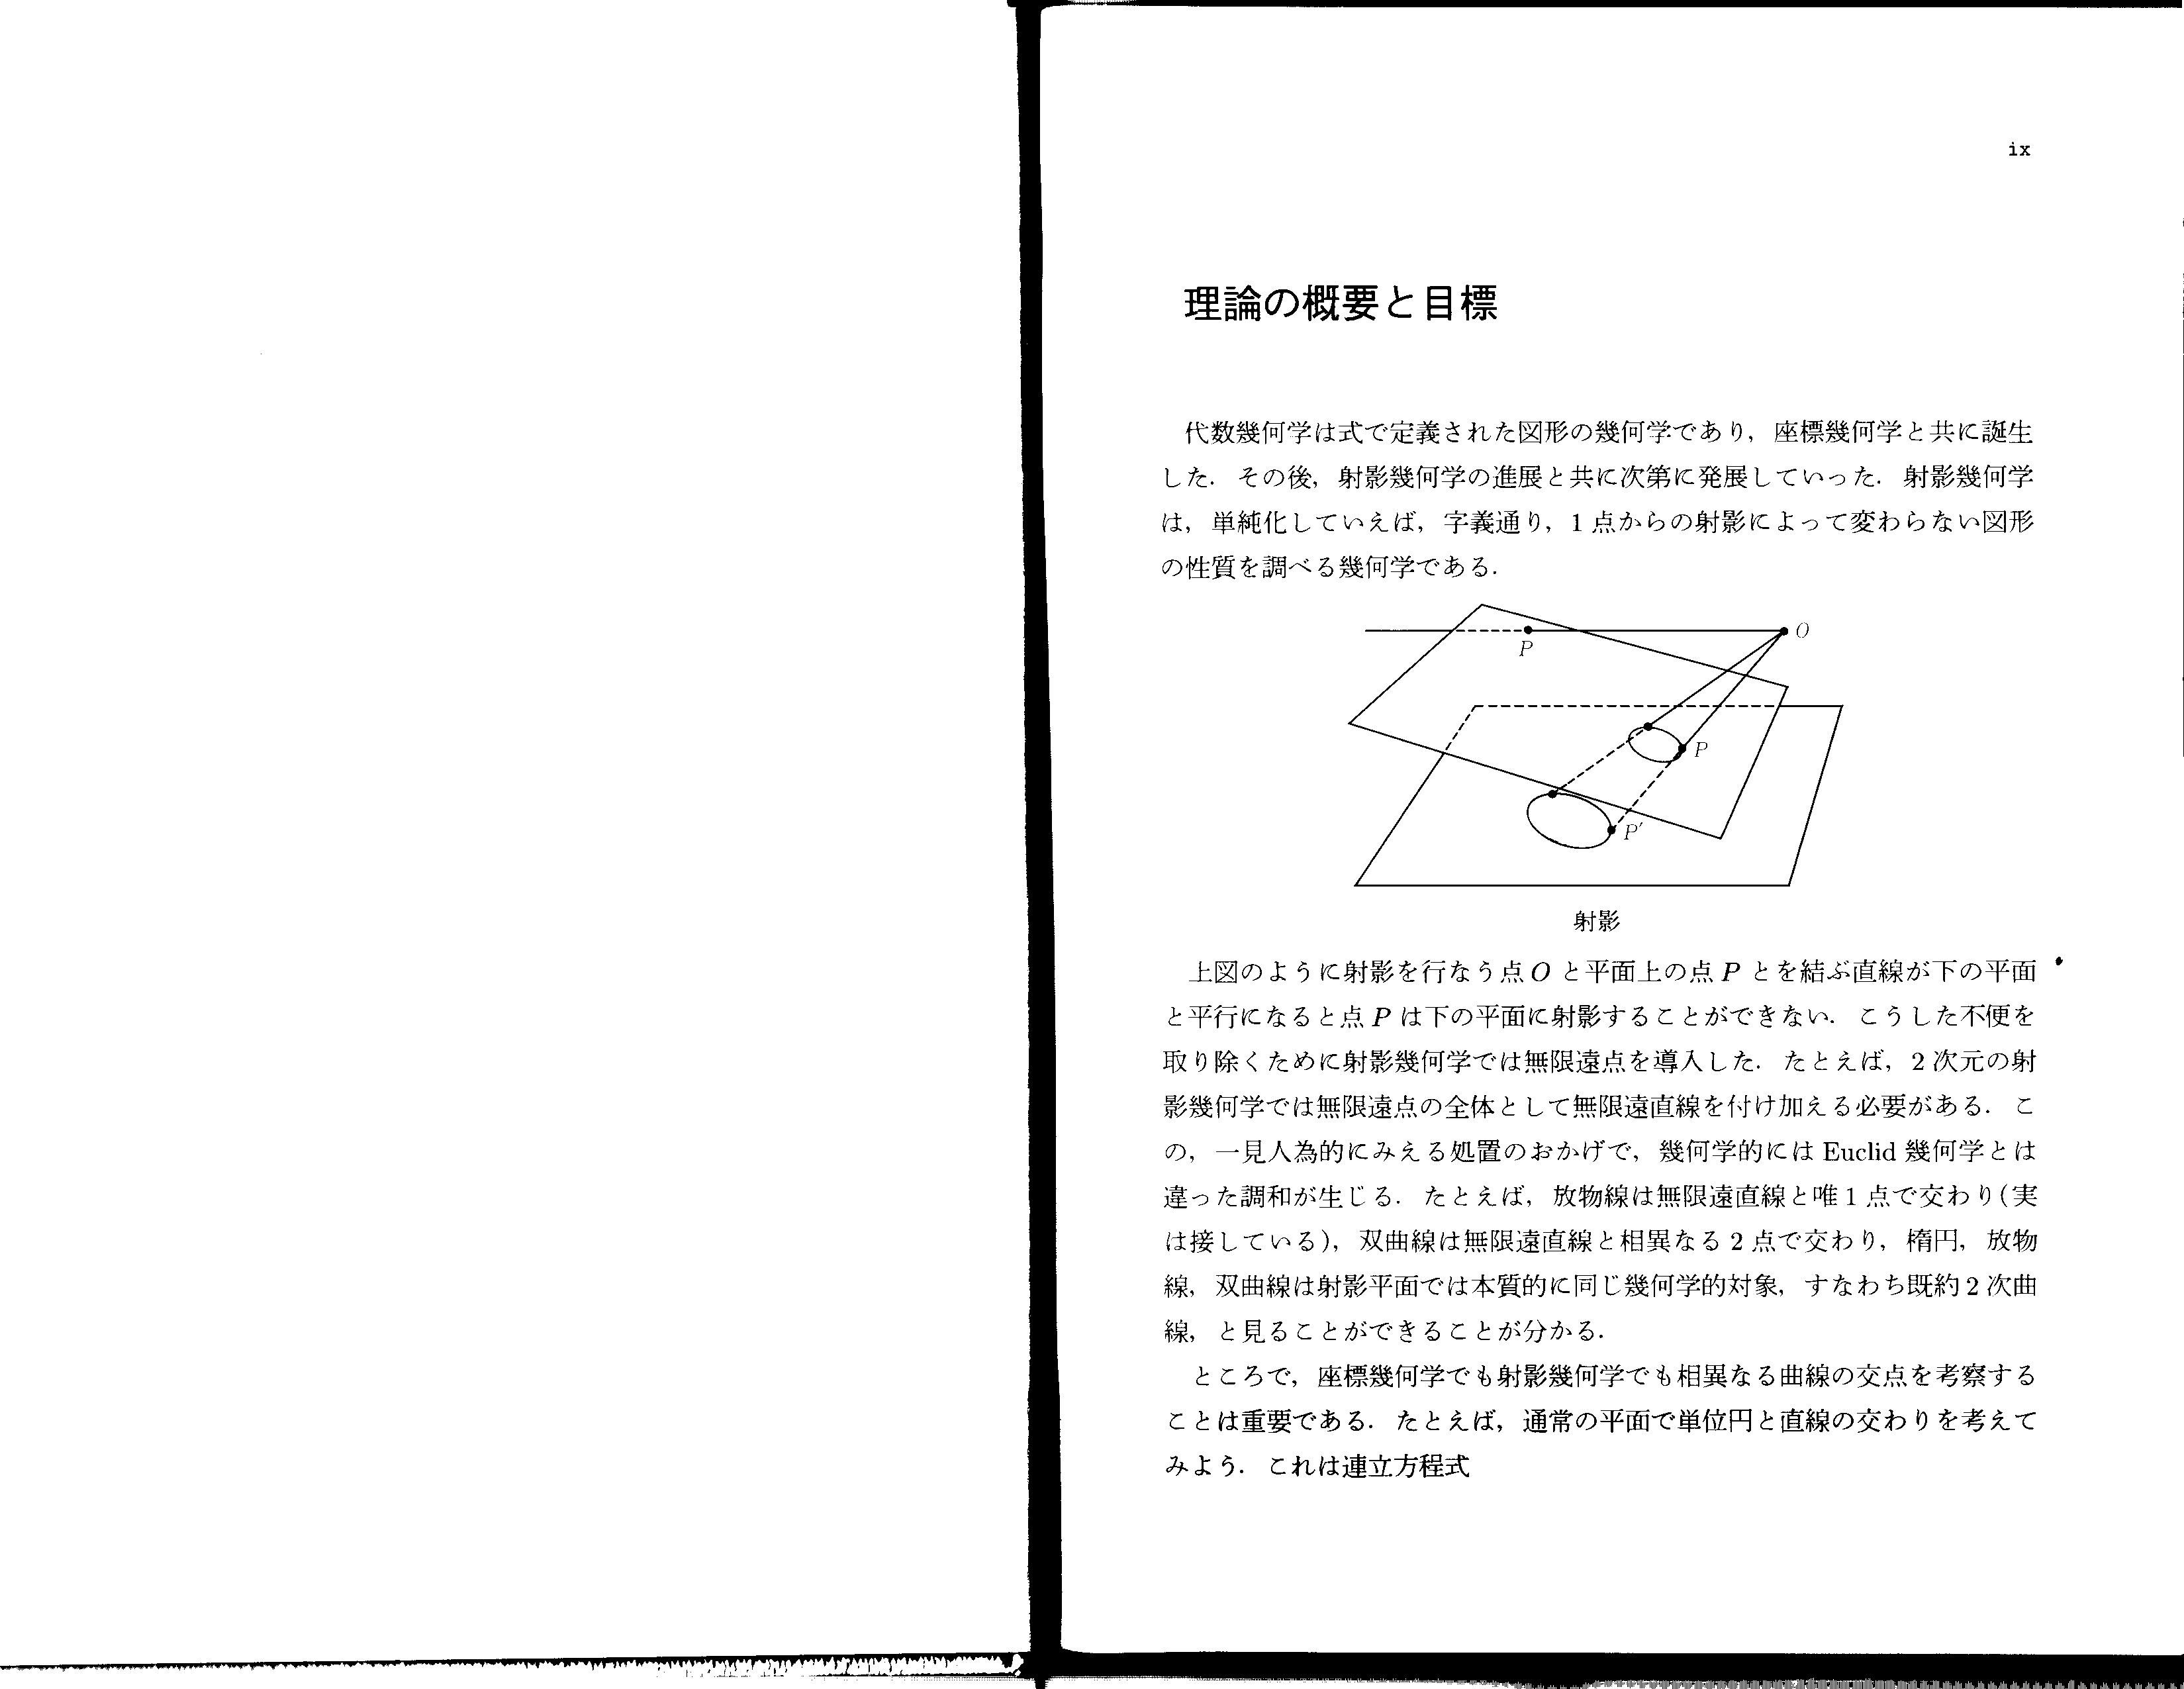 ix
理論の概要と目標
代数幾何学は式で定義された図形の幾何学であり，座標幾何学と共に誕生
した．その後，射影幾何学の進展と共に次第に発展していった．射影幾何学
は，単純化していえば，字義通り，1点からの射影によって変わらない図形
の性質を調べる幾何学である．
O
P
P
P′
射影
上図のように射影を行なう点Oと平面上の点Pとを結ぶ直線が下の平面
と平行になると点Pは下の平面に射影することができない．こうした不便を
取り除くために射影幾何学では無限遠点を導入した．たとえば，2次元の射
影幾何学では無限遠点の全体として無限遠直線を付け加える必要がある．こ
の，一見人為的にみえる処置のおかげで，幾何学的にはEuclid幾何学とは
違った調和が生じる．たとえば，放物線は無限遠直線と唯1点で交わり(実
は接している)，双曲線は無限遠直線と相異なる2点で交わり，楕円，放物
線，双曲線は射影平面では本質的に同じ幾何学的対象，すなわち既約2次曲
線，と見ることができることが分かる．
ところで，座標幾何学でも射影幾何学でも相異なる曲線の交点を考察する
ことは重要である．たとえば，通常の平面で単位円と直線の交わりを考えて
みよう．これは連立方程式